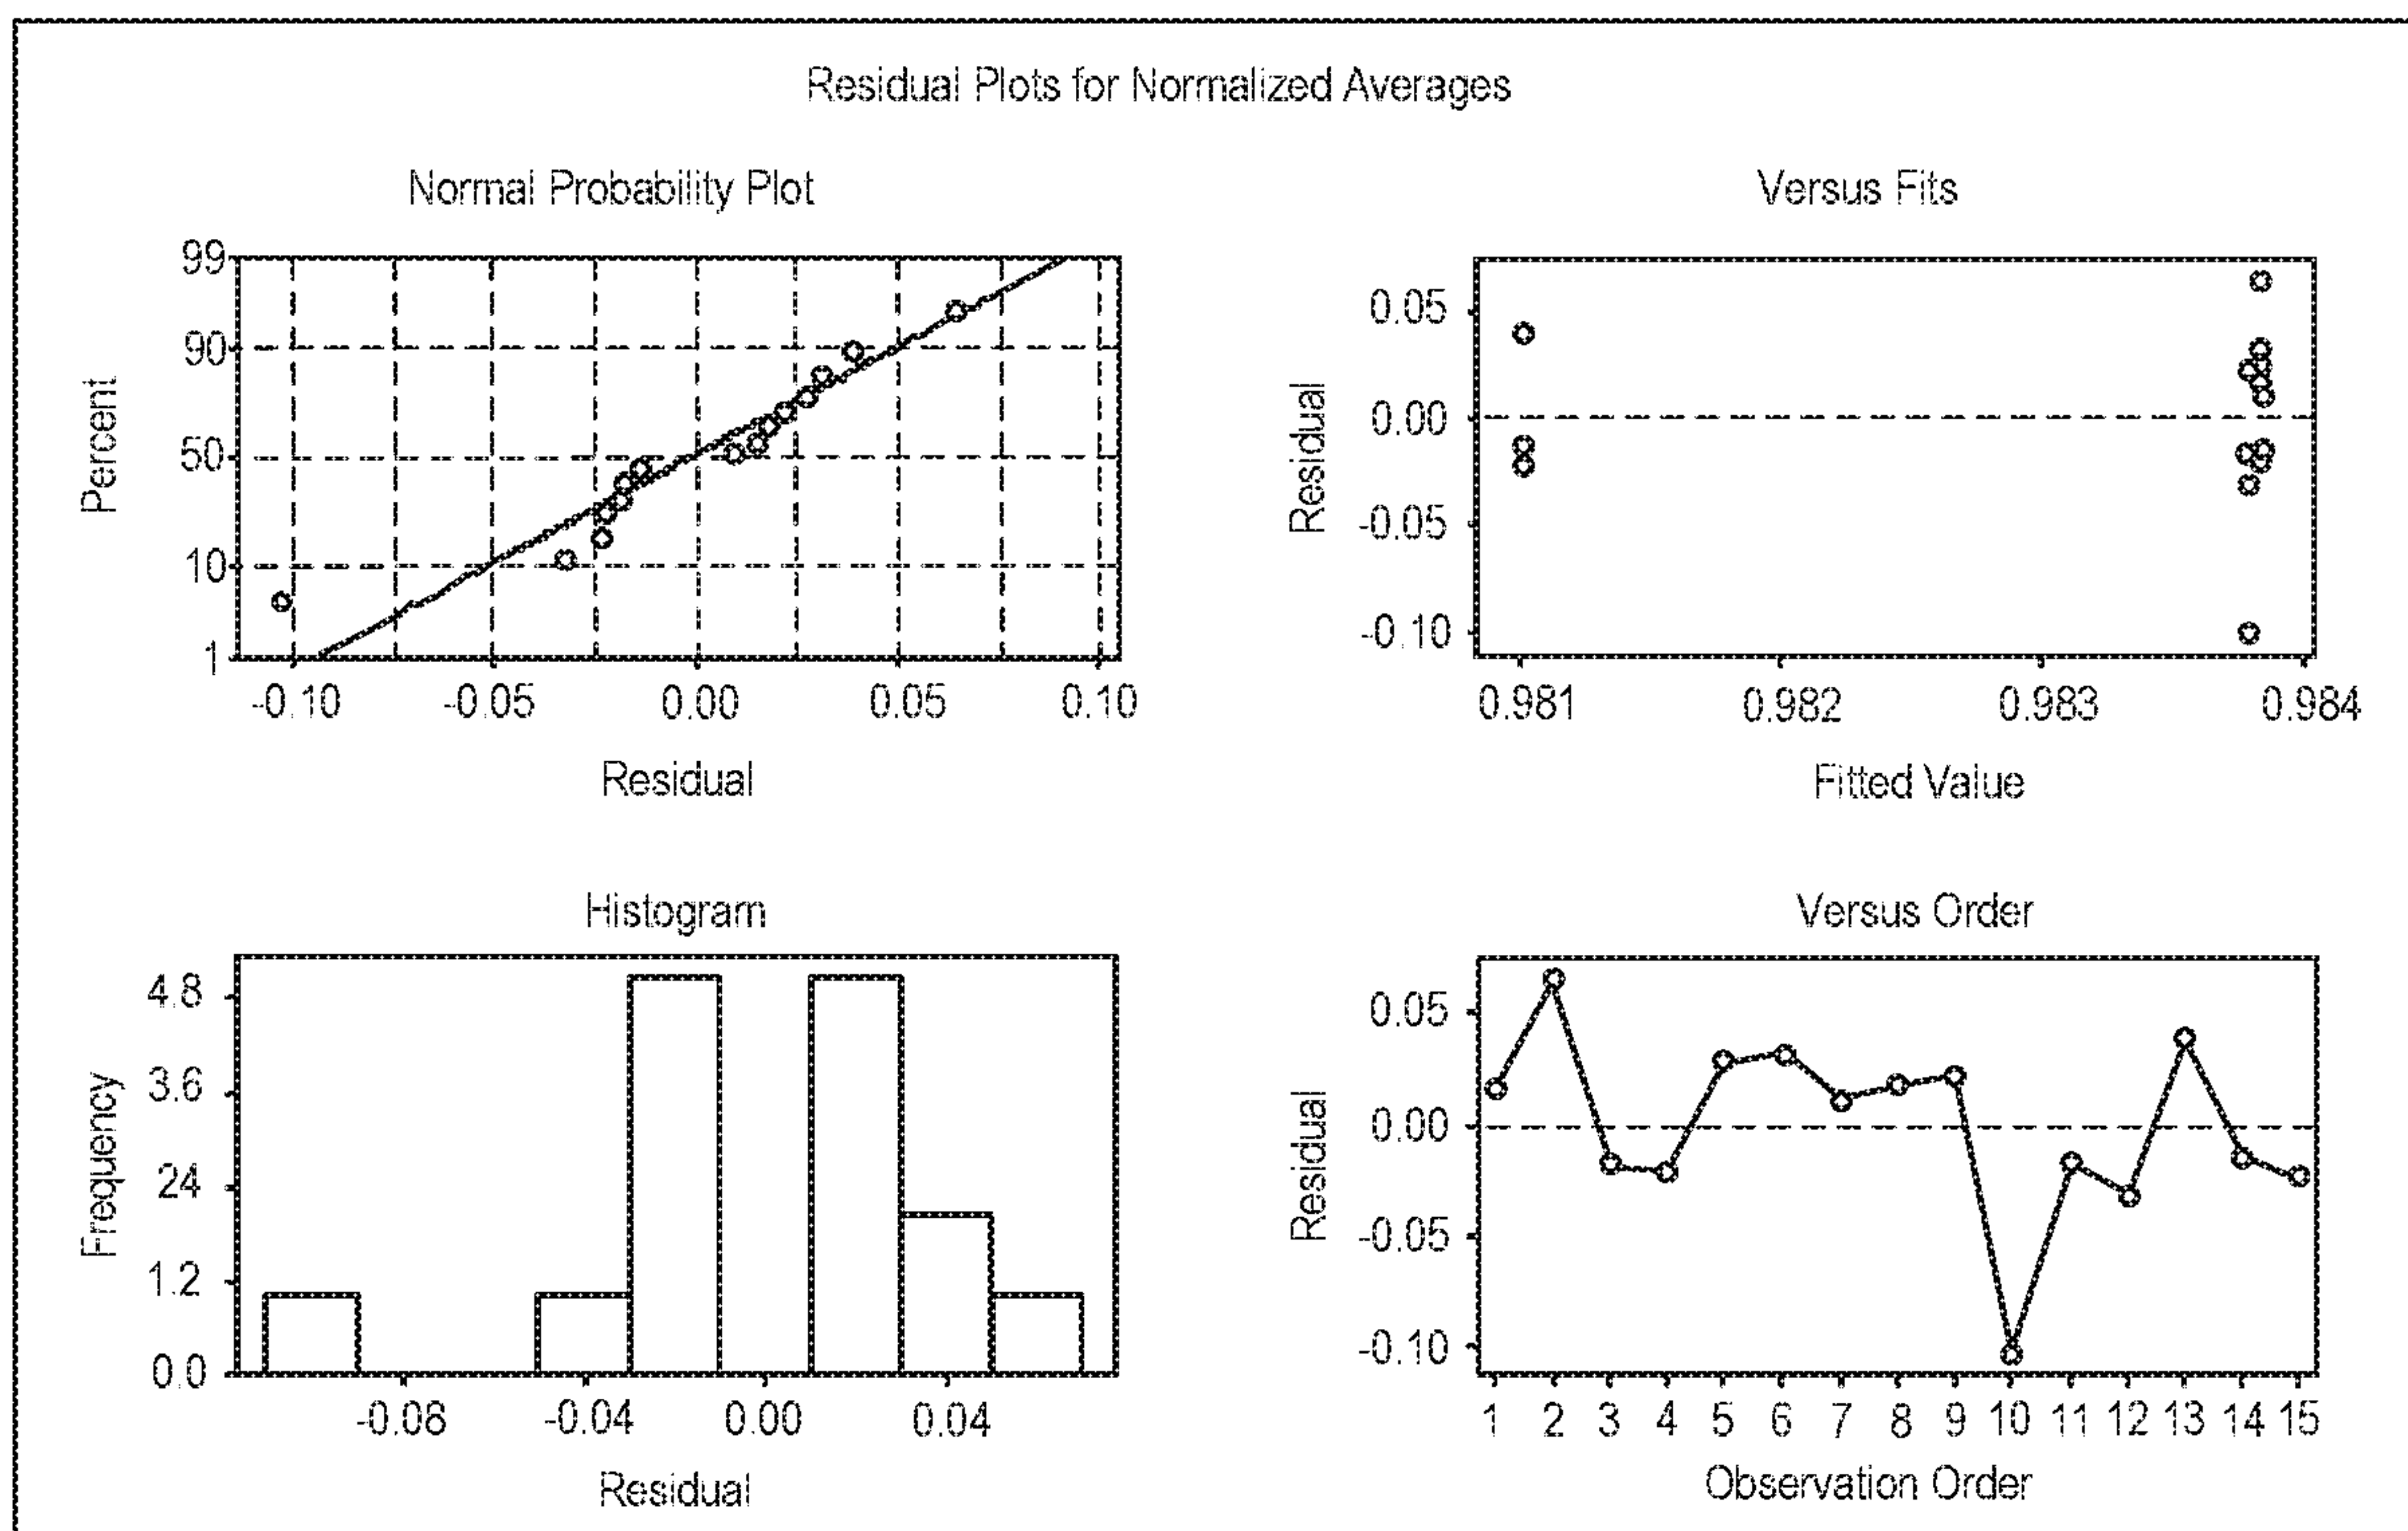 Residual Plots for Normalized Averages
Normal Probability Plot
99
90
50
10
1
Percent
-0.10 -0.05 0.00 0.05 0.10
Residual
Versus Fits
0.05
0.00
-0.05
-0.10
Residual
0.981 0.982 0.983 0.984
Fitted Value
Histogram
4.8
3.6
24
1.2
0.0
Frequency
-0.08 -0.04 0.00 0.04
Residual
Versus Order
0.05
0.00
-0.05
-0.10
Residual
1 2 3 4 5 6 7 8 9 10 11 12 13 14 15
Observation Order